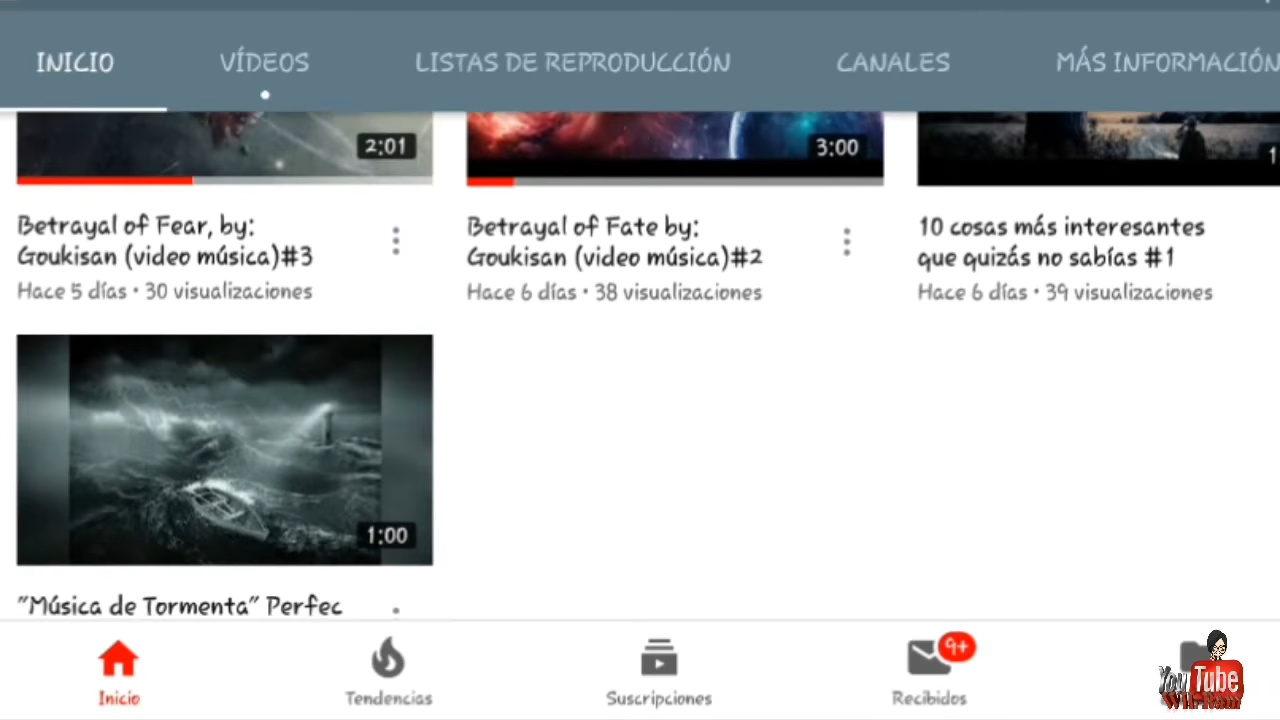 INICIO
VÍDEOS
LISTAS DE REPRODUCCIÓN
CANALES
MÁS INFORMACIÓN
2:01
3:00
1
Betrayal of Fear, by:
Goukisan (video música)#3
Hace 5 días • 30 visualizaciones
Betrayal of Fate by:
Goukisan (video música)#2
Hace 6 días • 38 visualizaciones
10 cosas más interesantes
que quizás no sabías #1
Hace 6 días • 39 visualizaciones
1:00
"Música de Tormenta" Perfec
Inicio
Tendencias
Suscripciones
9+
Recibidos
YouTube